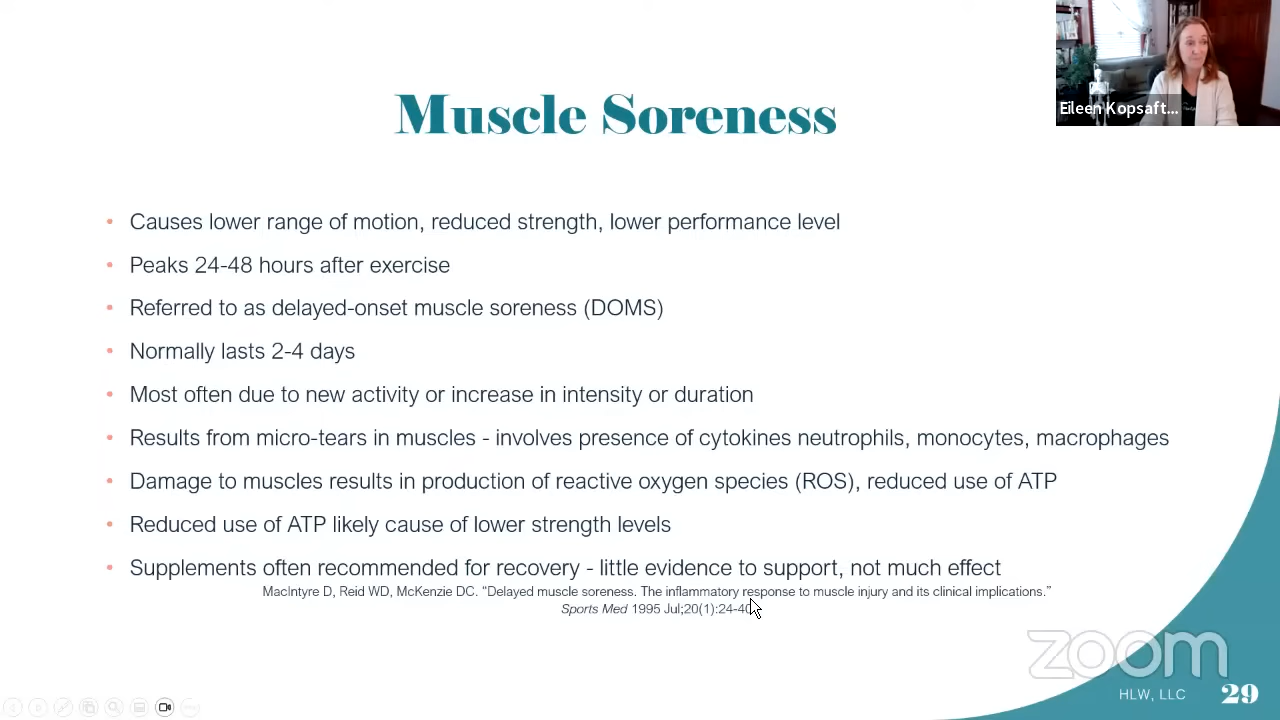 Eileen Kopsaft...
Muscle Soreness
• Causes lower range of motion, reduced strength, lower performance level
• Peaks 24-48 hours after exercise
• Referred to as delayed-onset muscle soreness (DOMS)
• Normally lasts 2-4 days
• Most often due to new activity or increase in intensity or duration
• Results from micro-tears in muscles - involves presence of cytokines neutrophils, monocytes, macrophages
• Damage to muscles results in production of reactive oxygen species (ROS), reduced use of ATP
• Reduced use of ATP likely cause of lower strength levels
• Supplements often recommended for recovery - little evidence to support, not much effect
MacIntyre D, Reid WD, McKenzie DC. “Delayed muscle soreness. The inflammatory response to muscle injury and its clinical implications.”
Sports Med 1995 Jul;20(1):24-40
zoom
HLW, LLC 29